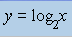 y = log₂x